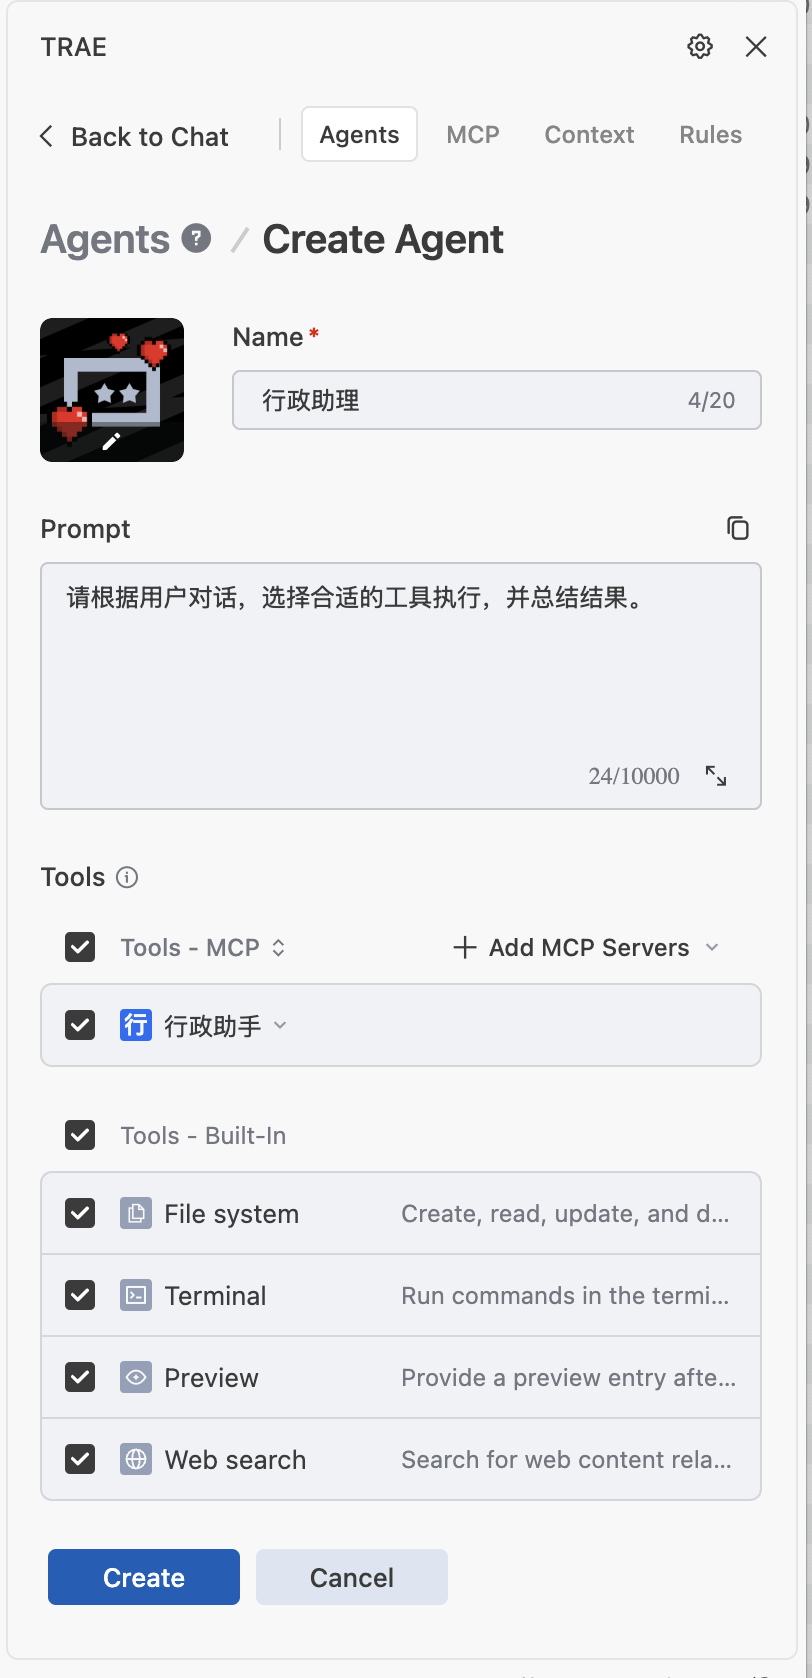 TRAE
Back to Chat
Agents
MCP
Context
Rules
Agents ? / Create Agent
Name *
行政助理
4/20
Prompt
请根据用户对话，选择合适的工具执行，并总结结果。
24/10000
Tools
Tools - MCP
+ Add MCP Servers
行 行政助手
Tools - Built-In
File system
Create, read, update, and d...
Terminal
Run commands in the termi...
Preview
Provide a preview entry afte...
Web search
Search for web content rela...
Create
Cancel